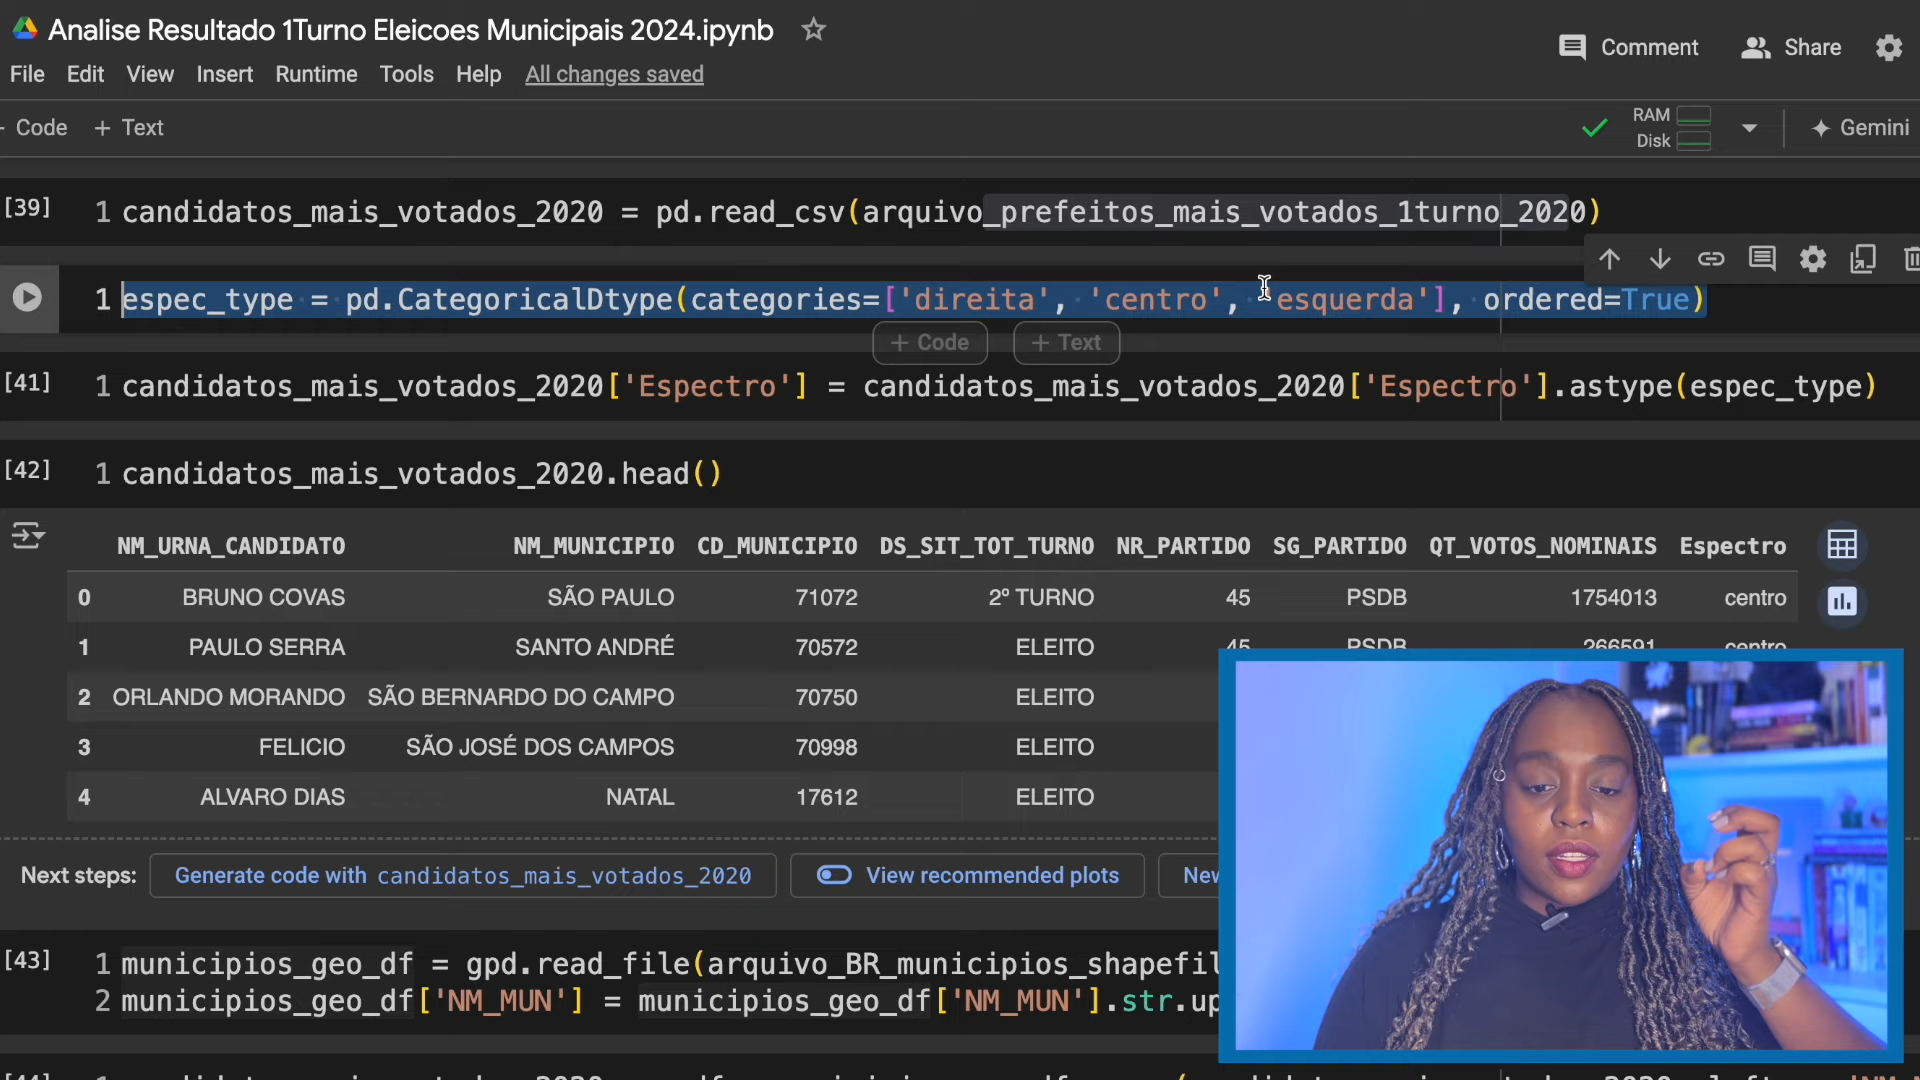 Analise Resultado 1Turno Eleicoes Municipais 2024.ipynb
Comment Share
File Edit View Insert Runtime Tools Help All changes saved
Code + Text
RAM
Disk
Gemini
[39] 1 candidatos_mais_votados_2020 = pd.read_csv(arquivo_prefeitos_mais_votados_1turno_2020)
1 espec_type = pd.CategoricalDtype(categories=['direita', 'centro', 'esquerda'], ordered=True)
+ Code + Text
[41] 1 candidatos_mais_votados_2020['Espectro'] = candidatos_mais_votados_2020['Espectro'].astype(espec_type)
[42] 1 candidatos_mais_votados_2020.head()
NM_URNA_CANDIDATO NM_MUNICIPIO CD_MUNICIPIO DS_SIT_TOT_TURNO NR_PARTIDO SG_PARTIDO QT_VOTOS_NOMINAIS Espectro
0 BRUNO COVAS SÃO PAULO 71072 2º TURNO 45 PSDB 1754013 centro
1 PAULO SERRA SANTO ANDRÉ 70572 ELEITO 45 PSDB 266591 centro
2 ORLANDO MORANDO SÃO BERNARDO DO CAMPO 70750 ELEITO
3 FELICIO SÃO JOSÉ DOS CAMPOS 70998 ELEITO
4 ALVARO DIAS NATAL 17612 ELEITO
Next steps: Generate code with candidatos_mais_votados_2020 View recommended plots New
[43] 1 municipios_geo_df = gpd.read_file(arquivo_BR_municipios_shapefil
2 municipios_geo_df['NM_MUN'] = municipios_geo_df['NM_MUN'].str.up